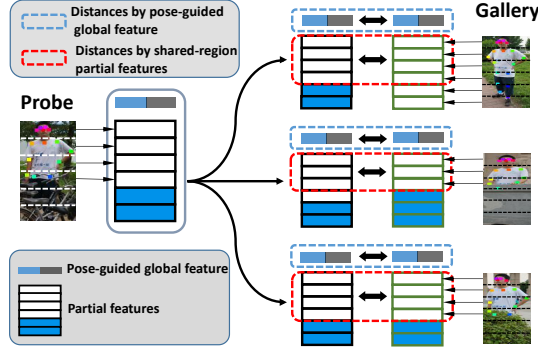 Distances by pose-guided
global feature
Distances by shared-region
partial features
Gallery
Probe
Pose-guided global feature
Partial features